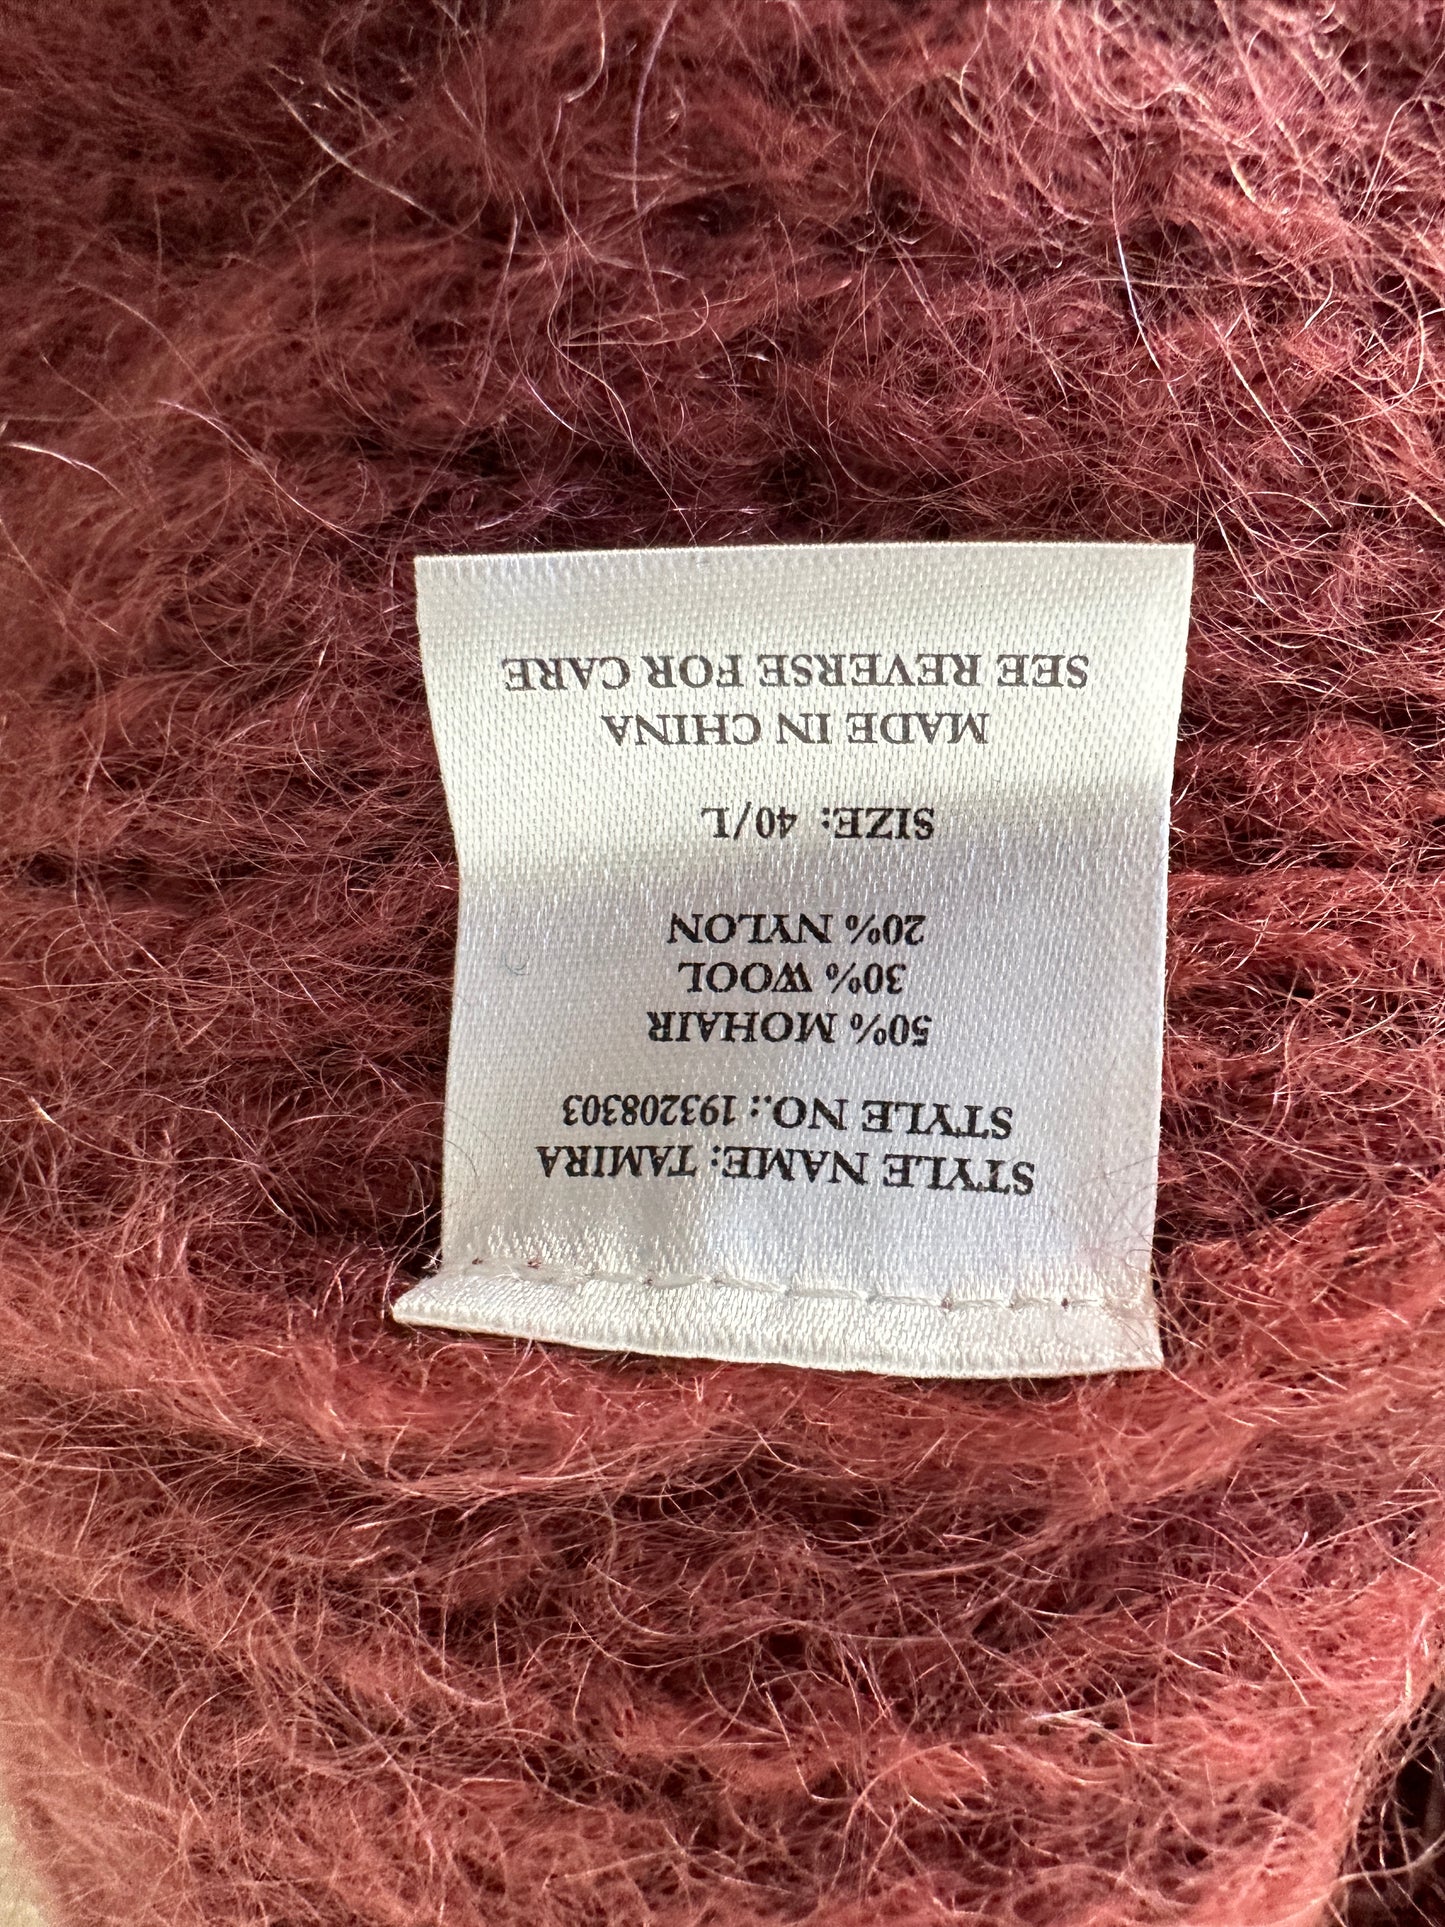 STYLE NAME: TAMIRA
STYLE NO.: 193208303
50% MOHAIR
30% WOOL
20% NYLON
SIZE: 40/L
MADE IN CHINA
SEE REVERSE FOR CARE